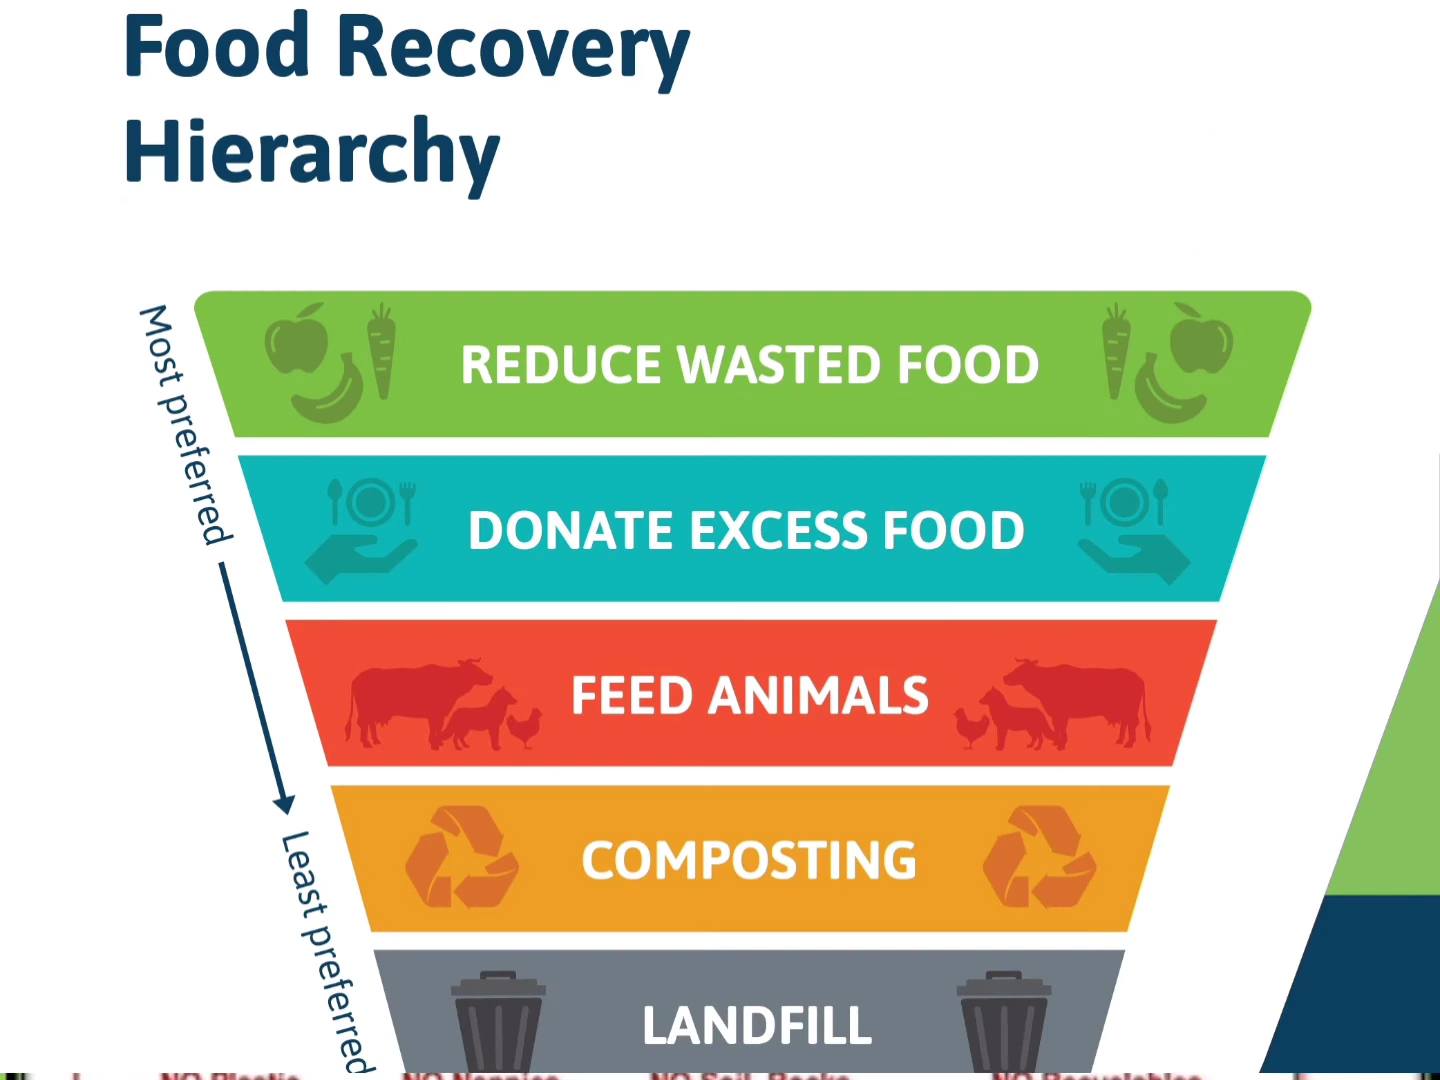 Food Recovery
Hierarchy
Most preferred
REDUCE WASTED FOOD
DONATE EXCESS FOOD
FEED ANIMALS
COMPOSTING
Least preferred
LANDFILL